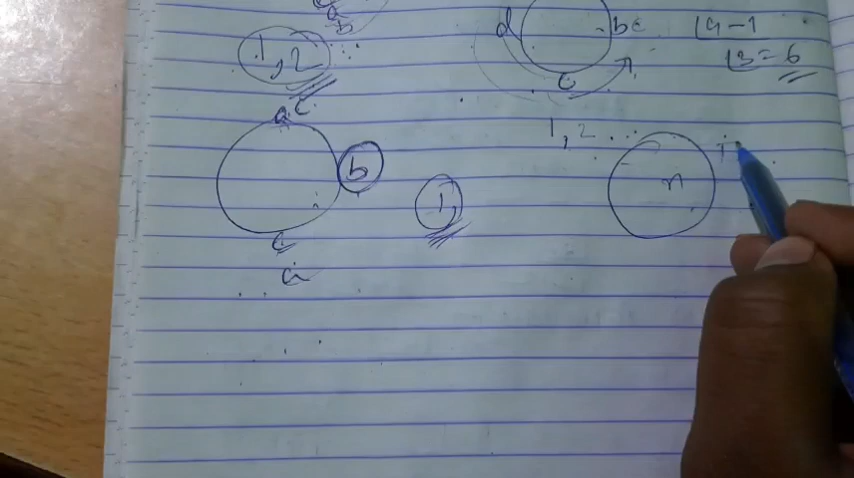 a
b
1, 2
d
b c
c
⌊4 - 1
⌊3 = 6
a c
b
c
a
1,
1, 2 . . .
n